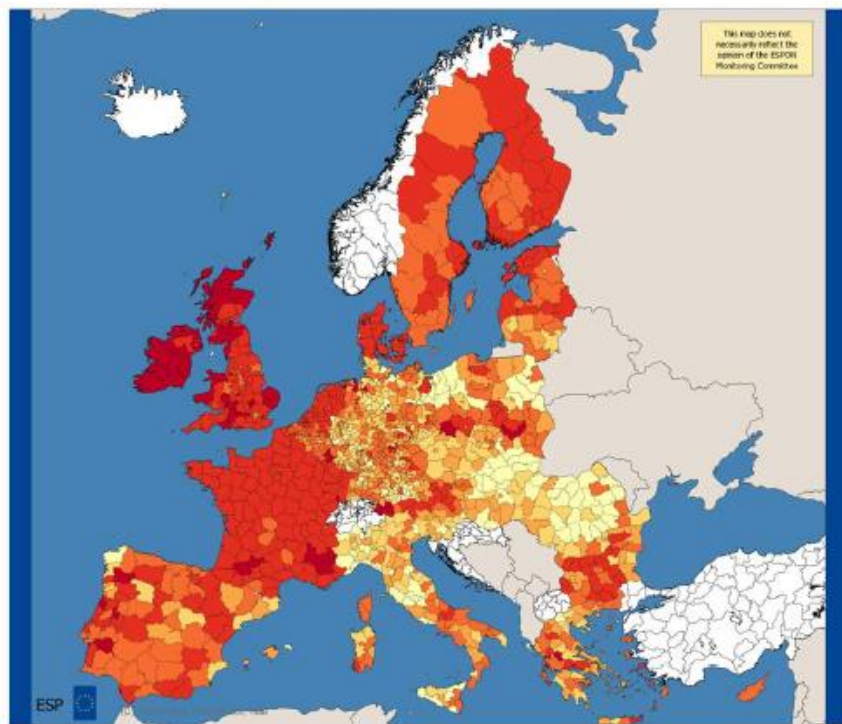 This map does not
necessarily reflect the
opinion of the ESPON
Monitoring Committee
ESP